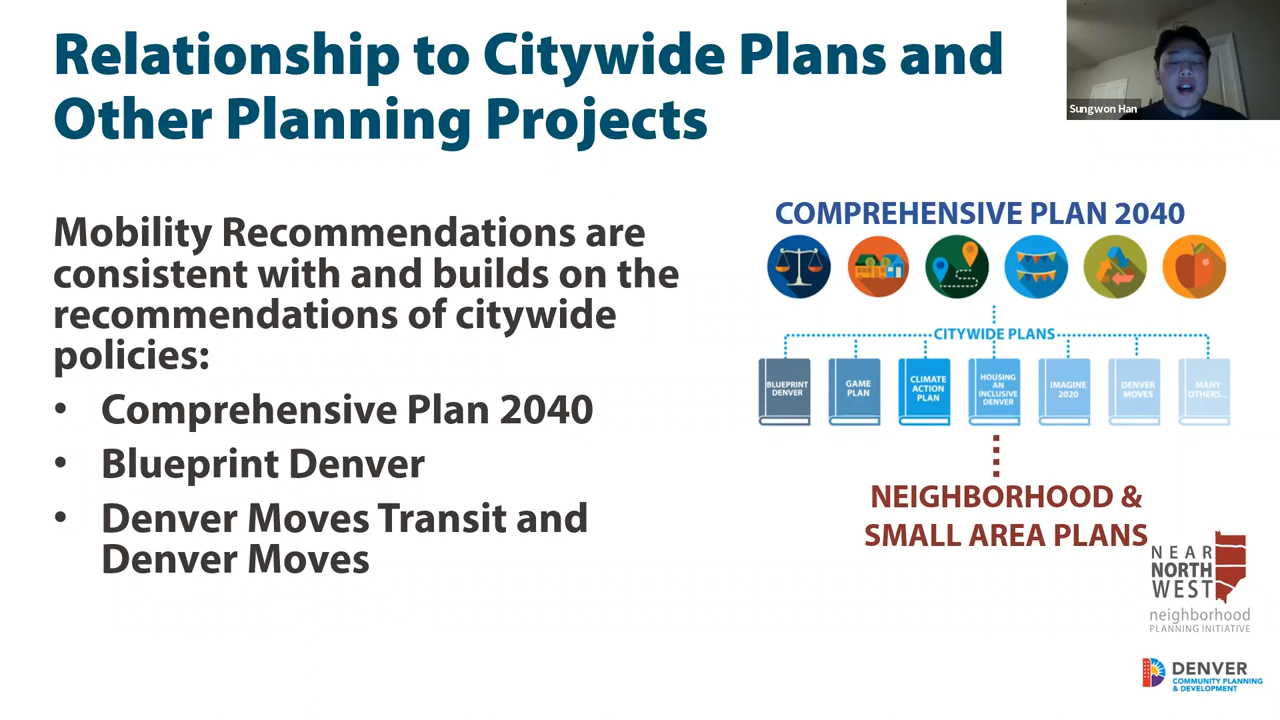 Relationship to Citywide Plans and
Other Planning Projects
Sungwon Han
Mobility Recommendations are
consistent with and builds on the
recommendations of citywide
policies:
• Comprehensive Plan 2040
• Blueprint Denver
• Denver Moves Transit and
Denver Moves
COMPREHENSIVE PLAN 2040
CITYWIDE PLANS
BLUEPRINT
DENVER
GAME
PLAN
CLIMATE
ACTION
PLAN
HOUSING
AN
INCLUSIVE
DENVER
IMAGINE
2020
DENVER
MOVES
MANY
OTHERS...
NEIGHBORHOOD &
SMALL AREA PLANS
NEAR
NORTH
WEST
neighborhood
PLANNING INITIATIVE
DENVER
COMMUNITY PLANNING
& DEVELOPMENT